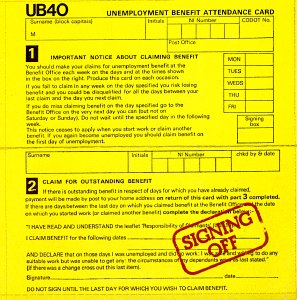 UB40 UNEMPLOYMENT BENEFIT ATTENDANCE CARD
Surname (block capitals) Initials NI Number CODOT No.
M
Post Office
1 IMPORTANT NOTICE ABOUT CLAIMING BENEFIT
You should make your claims for unemployment benefit at the
Benefit Office each week on the days and at the times shown
in the box on the right. Produce this card on each occasion.
If you fail to claim in any week on the day specified you risk losing
benefit and you could be disqualified for all the days between your
last claim and the day you next claim.
If you do miss claiming benefit on the day specified go to the
Benefit Office on the very next day you can (but not on
Saturday or Sunday). Do not wait until the specified day in the following
week.
This notice ceases to apply when you start work or claim another
benefit. If you again become unemployed you should claim benefit on
the first day of unemployment.
MON
TUES
WEDS
THU
FRI
Signing
box
Surname Initials NI Number chkd by & date
2 CLAIM FOR OUTSTANDING BENEFIT
If there is outstanding benefit in respect of days for which you have already claimed,
payment will be made by post to your home address on return of this card with part 3 completed.
If there are days between the last day on which you claimed benefit at the Benefit Office and the date
on which you started work (or claimed another benefit) complete the declaration below:
"I HAVE READ AND UNDERSTAND the leaflet "Responsibilities of
I CLAIM BENEFIT for the following dates
AND DECLARE that on those days I was unemployed and did no work; I was and willing to do any
suitable work but was unable to get any; the circumstances of my dependants were as last stated."
(If there was a change cross out this last item).
Signature date
DO NOT SIGN UNTIL THE LAST DAY FOR WHICH YOU WISH TO CLAIM BENEFIT.
SIGNING
OFF